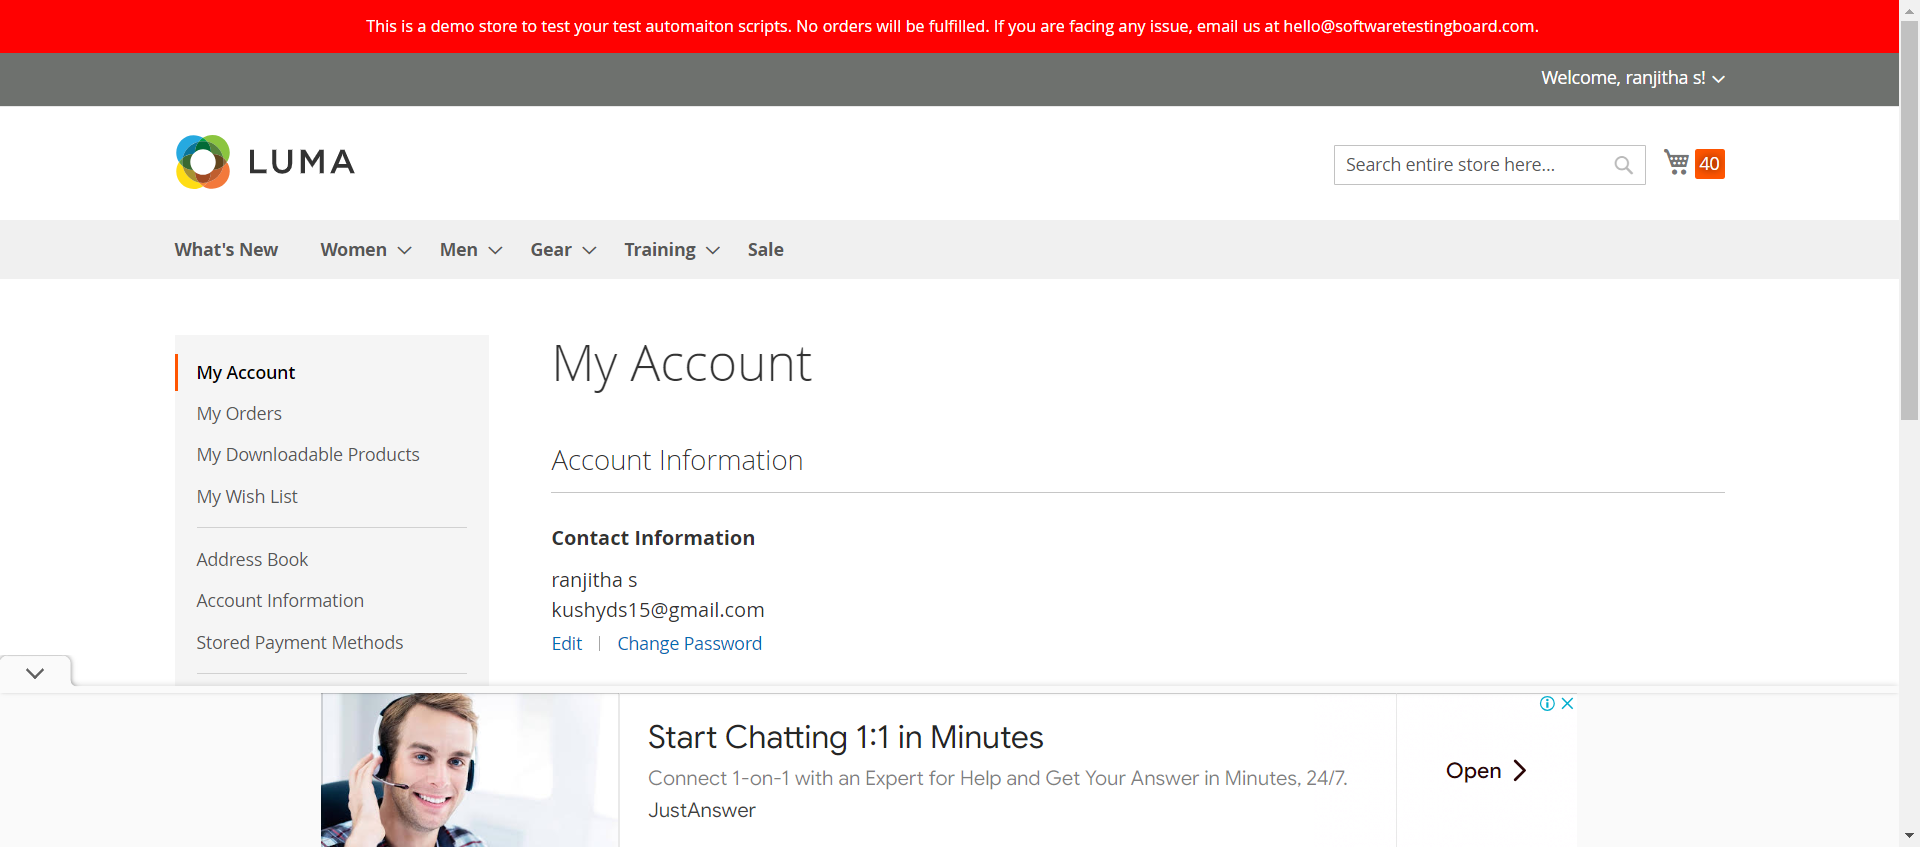 This is a demo store to test your test automaiton scripts. No orders will be fulfilled. If you are facing any issue, email us at hello@softwaretestingboard.com.
Welcome, ranjitha s!
LUMA
Search entire store here...
40
What's New
Women
Men
Gear
Training
Sale
My Account
My Orders
My Downloadable Products
My Wish List
Address Book
Account Information
Stored Payment Methods
My Account
Account Information
Contact Information
ranjitha s
kushyds15@gmail.com
Edit | Change Password
Start Chatting 1:1 in Minutes
Connect 1-on-1 with an Expert for Help and Get Your Answer in Minutes, 24/7.
JustAnswer
Open